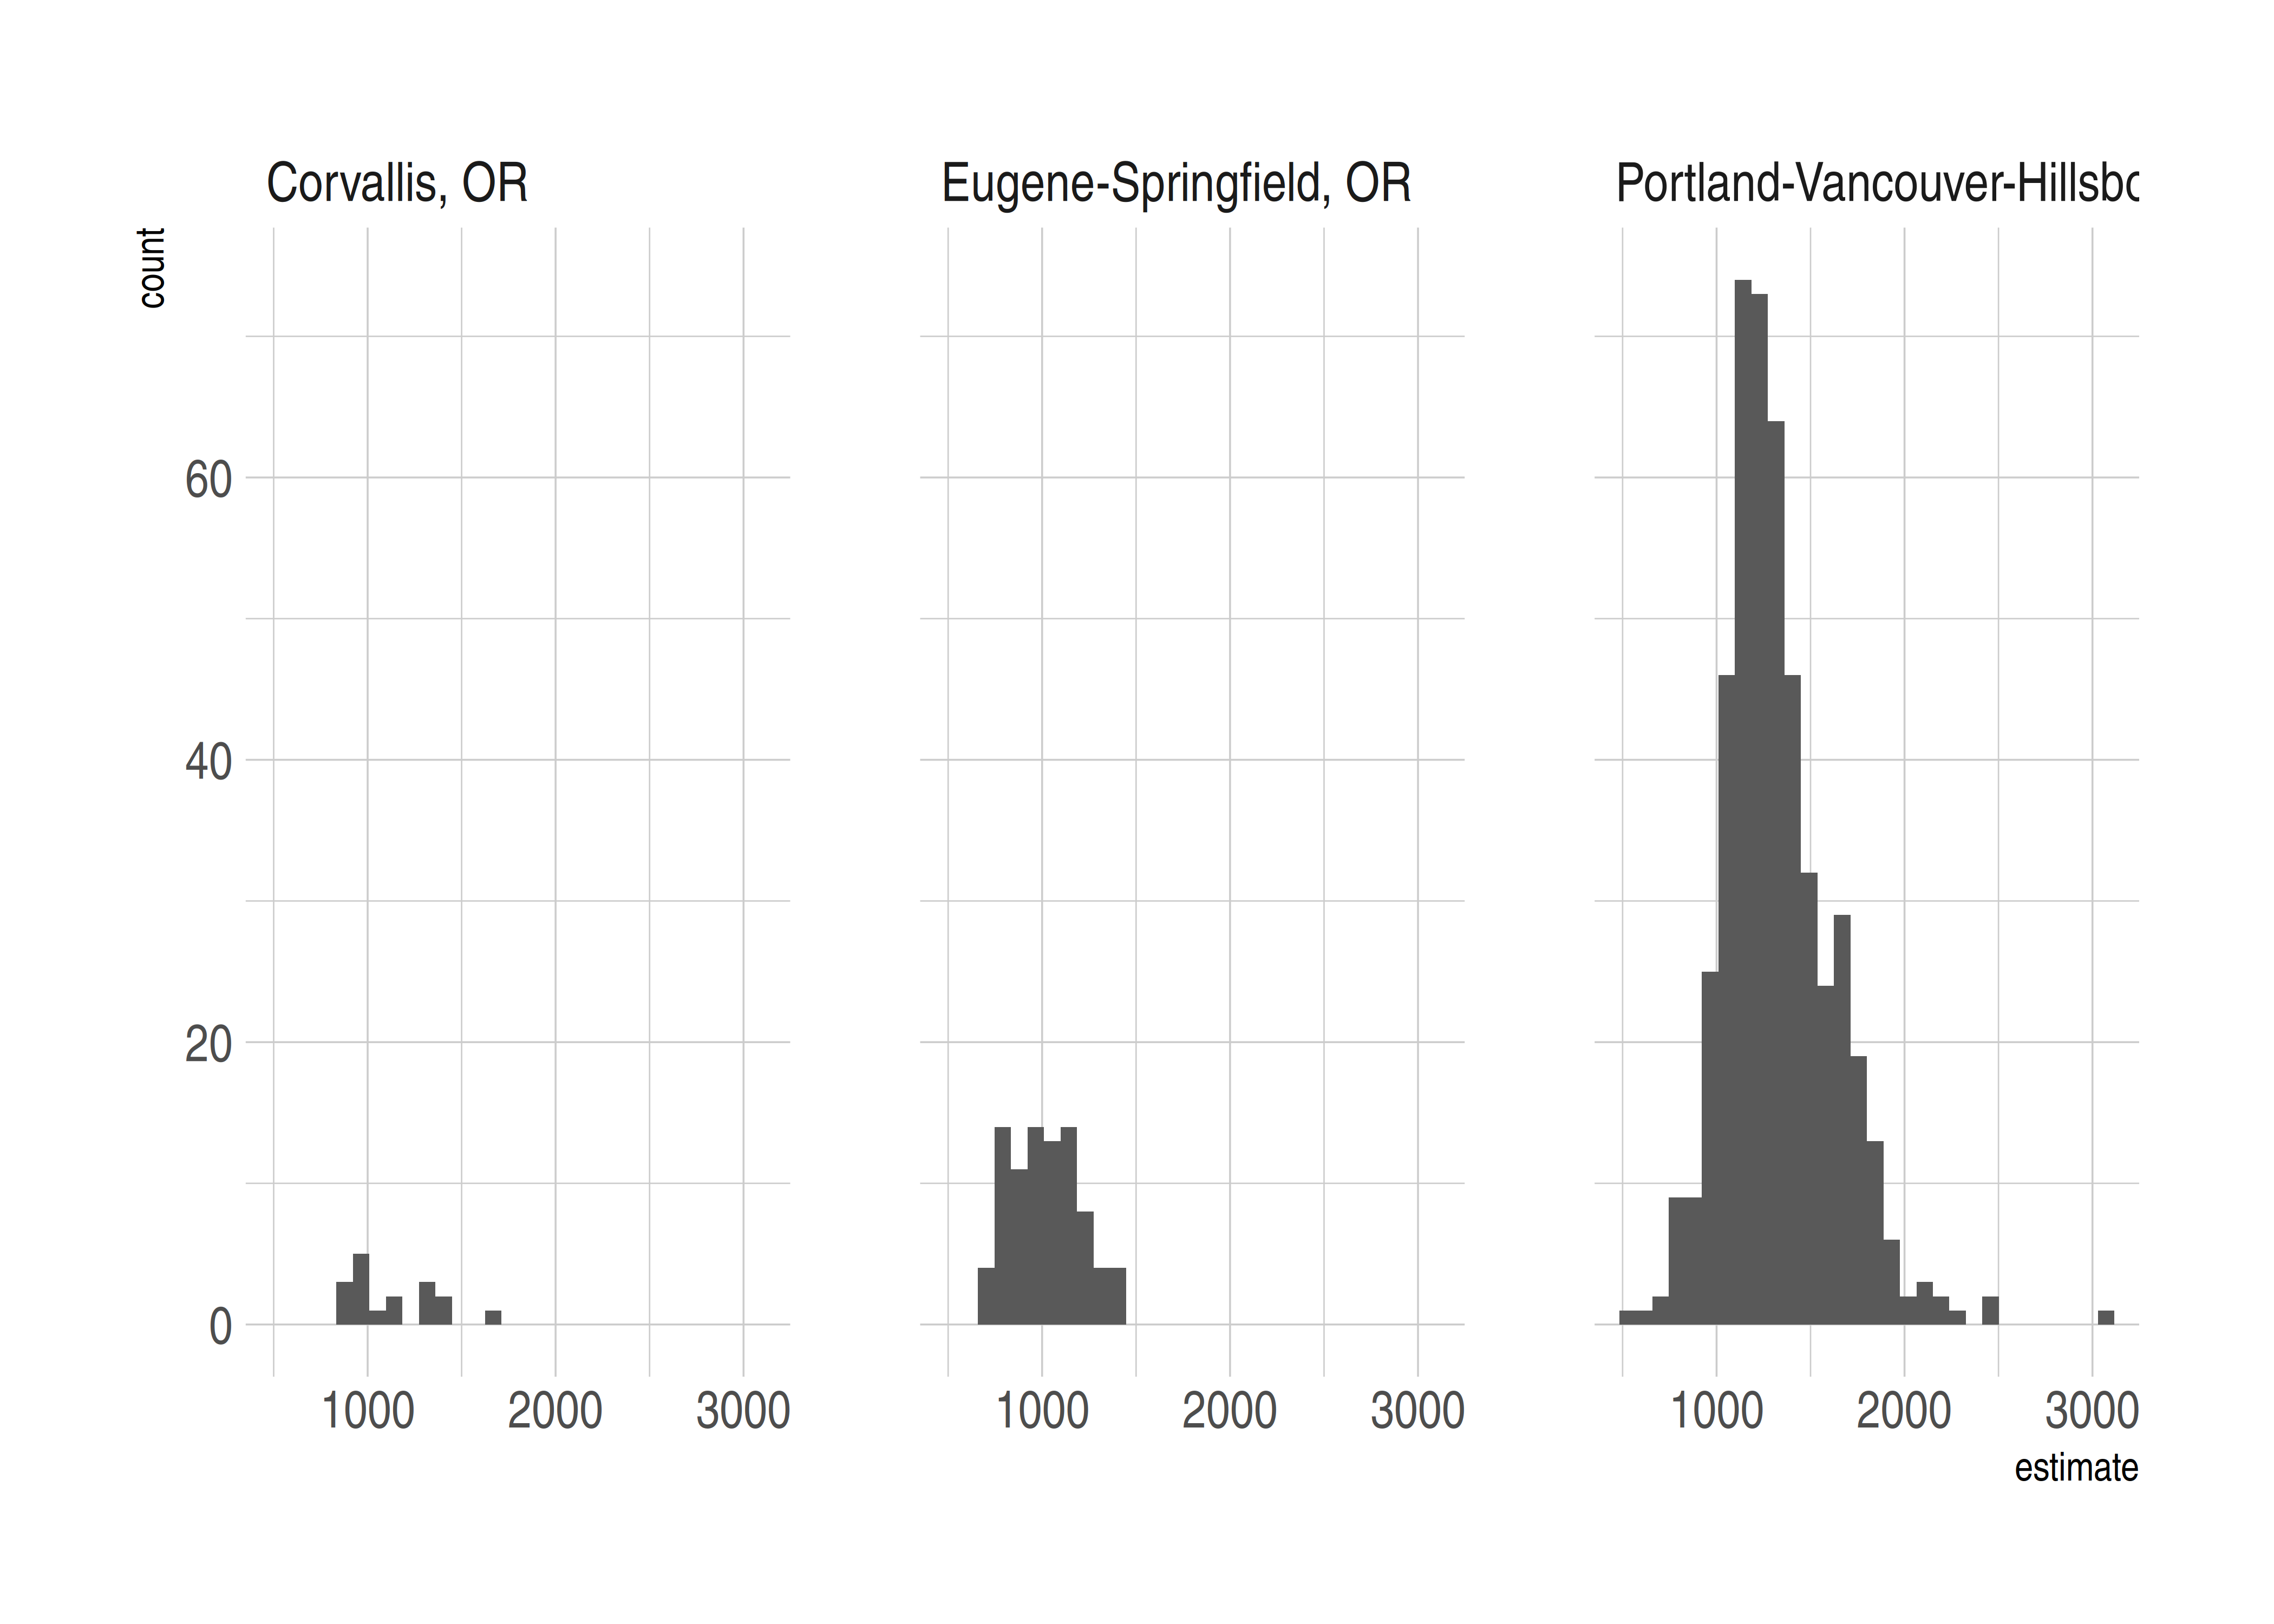 Corvallis, OR
Eugene-Springfield, OR
Portland-Vancouver-Hillsbo
count
60
40
20
0
1000 2000 3000
1000 2000 3000
1000 2000 3000
estimate